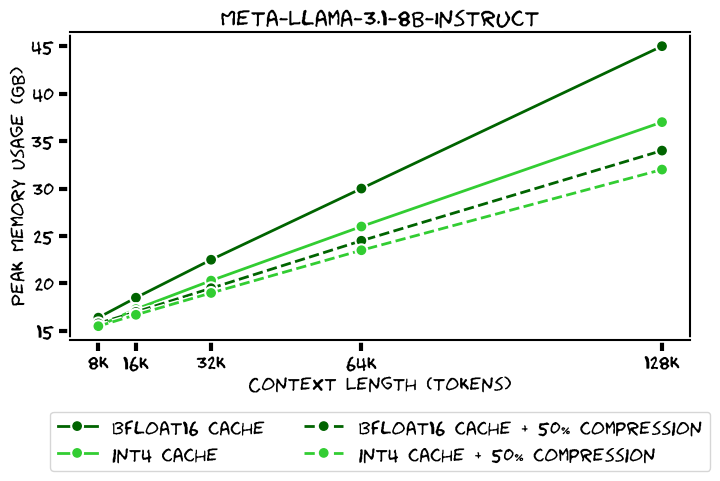 META-LLAMA-3.1-8B-INSTRUCT
PEAK MEMORY USAGE (GB)
45
40
35
30
25
20
15
8K 16K 32K 64K 128K
CONTEXT LENGTH (TOKENS)
BFLOAT16 CACHE
INT4 CACHE
BFLOAT16 CACHE + 50% COMPRESSION
INT4 CACHE + 50% COMPRESSION